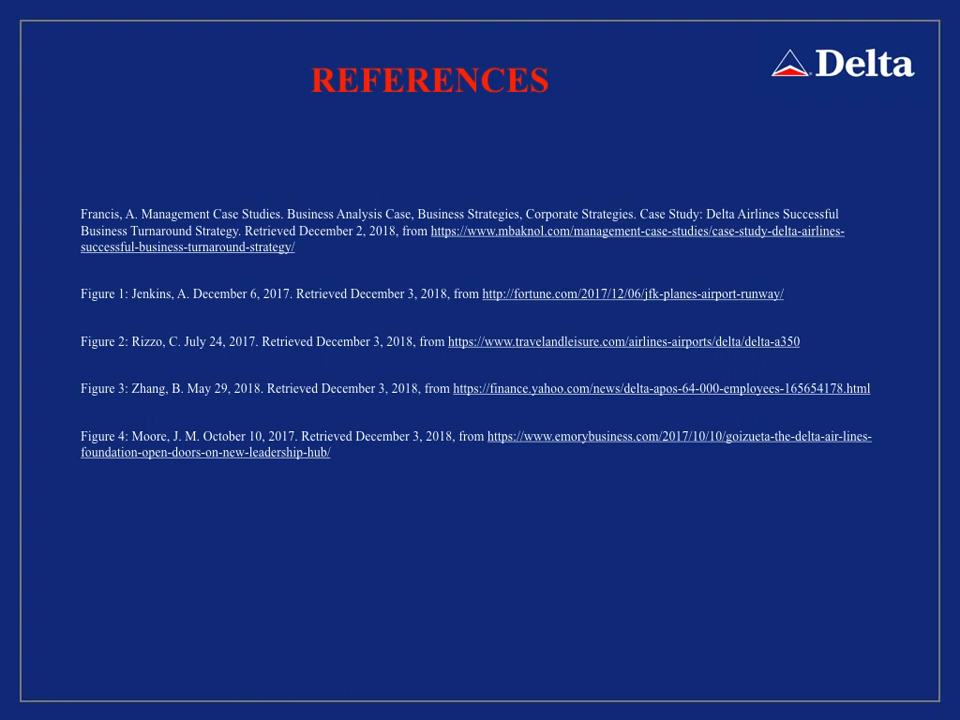 REFERENCES
Delta
Francis, A. Management Case Studies. Business Analysis Case, Business Strategies, Corporate Strategies. Case Study: Delta Airlines Successful
Business Turnaround Strategy. Retrieved December 2, 2018, from https://www.mbaknol.com/management-case-studies/case-study-delta-airlines-
successful-business-turnaround-strategy/
Figure 1: Jenkins, A. December 6, 2017. Retrieved December 3, 2018, from http://fortune.com/2017/12/06/jfk-planes-airport-runway/
Figure 2: Rizzo, C. July 24, 2017. Retrieved December 3, 2018, from https://www.travelandleisure.com/airlines-airports/delta/delta-a350
Figure 3: Zhang, B. May 29, 2018. Retrieved December 3, 2018, from https://finance.yahoo.com/news/delta-apos-64-000-employees-165654178.html
Figure 4: Moore, J. M. October 10, 2017. Retrieved December 3, 2018, from https://www.emorybusiness.com/2017/10/10/goizueta-the-delta-air-lines-
foundation-open-doors-on-new-leadership-hub/